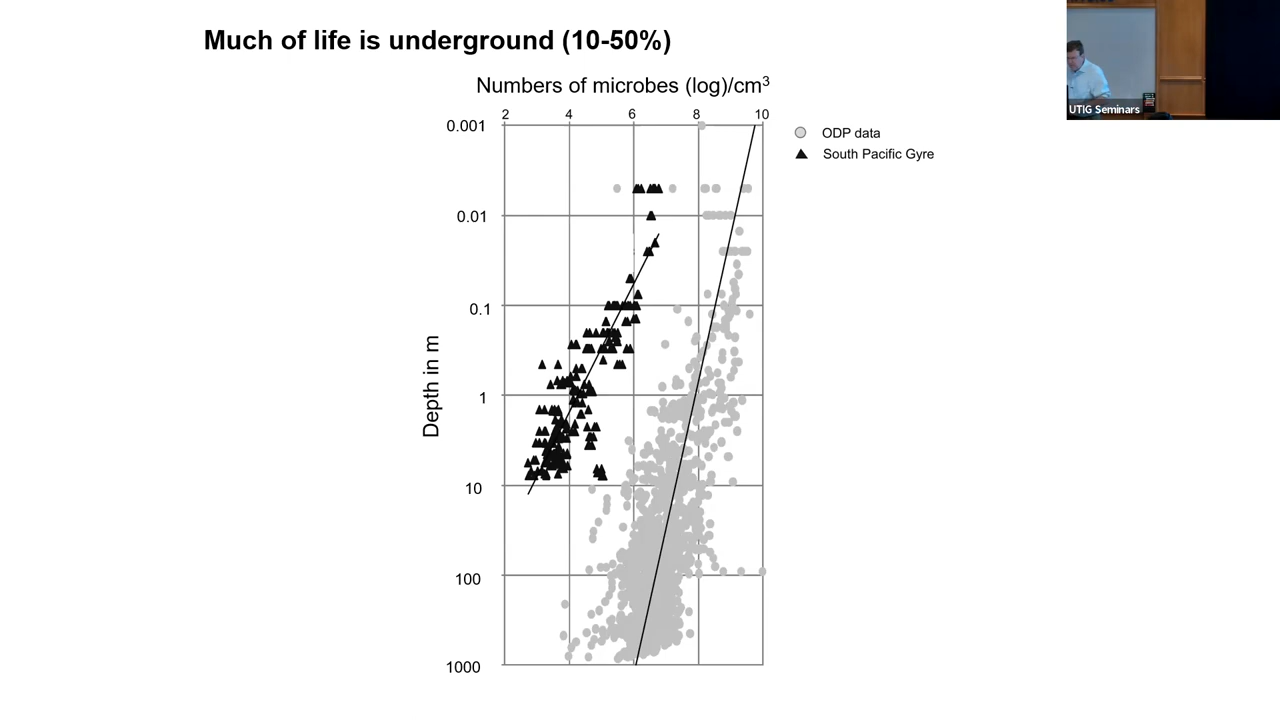 Much of life is underground (10-50%)
Numbers of microbes (log)/cm³
2 4 6 8 10
0.001
0.01
0.1
1
10
100
1000
Depth in m
ODP data
South Pacific Gyre
UTIG Seminars